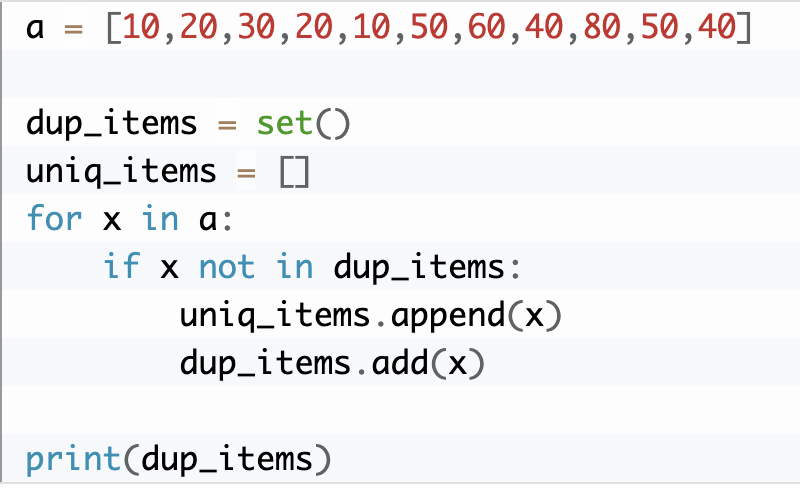 a = [10,20,30,20,10,50,60,40,80,50,40]
dup_items = set()
uniq_items = []
for x in a:
    if x not in dup_items:
        uniq_items.append(x)
        dup_items.add(x)
print(dup_items)